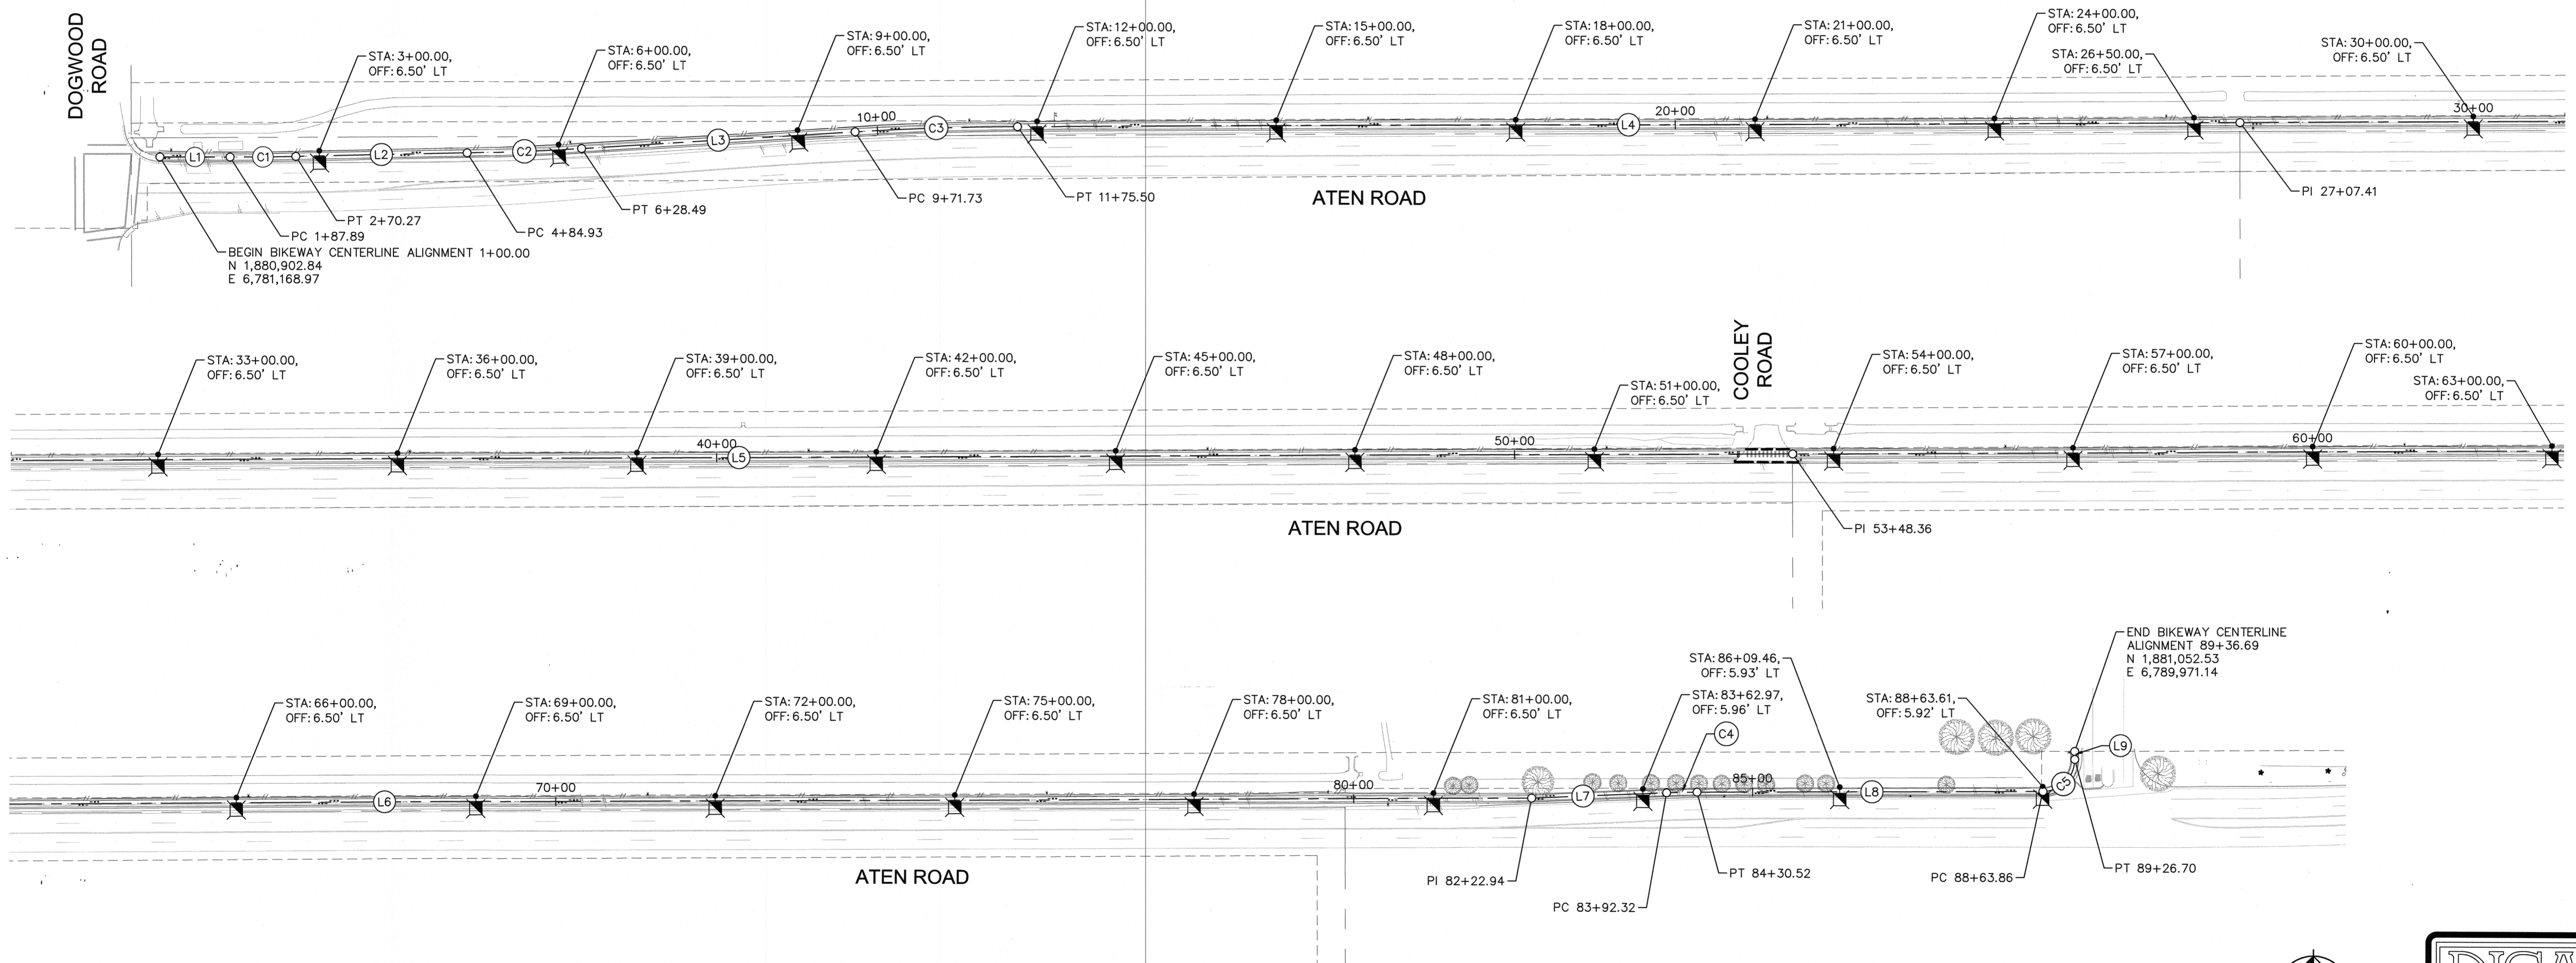 DOGWOOD
ROAD
STA: 3+00.00,
OFF: 6.50' LT
STA: 6+00.00,
OFF: 6.50' LT
STA: 9+00.00,
OFF: 6.50' LT
STA: 12+00.00,
OFF: 6.50' LT
STA: 15+00.00,
OFF: 6.50' LT
STA: 18+00.00,
OFF: 6.50' LT
STA: 21+00.00,
OFF: 6.50' LT
STA: 24+00.00,
OFF: 6.50' LT
STA: 26+50.00,
OFF: 6.50' LT
STA: 30+00.00,
OFF: 6.50' LT
10+00
20+00
30+00
L1
C1
L2
C2
L3
C3
L4
PT 2+70.27
PC 1+87.89
BEGIN BIKEWAY CENTERLINE ALIGNMENT 1+00.00
N 1,880,902.84
E 6,781,168.97
PC 4+84.93
PT 6+28.49
PC 9+71.73
PT 11+75.50
ATEN ROAD
PI 27+07.41
STA: 33+00.00,
OFF: 6.50' LT
STA: 36+00.00,
OFF: 6.50' LT
STA: 39+00.00,
OFF: 6.50' LT
STA: 42+00.00,
OFF: 6.50' LT
STA: 45+00.00,
OFF: 6.50' LT
STA: 48+00.00,
OFF: 6.50' LT
STA: 51+00.00,
OFF: 6.50' LT
COOLEY
ROAD
STA: 54+00.00,
OFF: 6.50' LT
STA: 57+00.00,
OFF: 6.50' LT
STA: 60+00.00,
OFF: 6.50' LT
STA: 63+00.00,
OFF: 6.50' LT
40+00
L5
50+00
60+00
ATEN ROAD
PI 53+48.36
STA: 66+00.00,
OFF: 6.50' LT
STA: 69+00.00,
OFF: 6.50' LT
STA: 72+00.00,
OFF: 6.50' LT
STA: 75+00.00,
OFF: 6.50' LT
STA: 78+00.00,
OFF: 6.50' LT
STA: 81+00.00,
OFF: 6.50' LT
STA: 86+09.46,
OFF: 5.93' LT
STA: 83+62.97,
OFF: 5.96' LT
C4
STA: 88+63.61,
OFF: 5.92' LT
END BIKEWAY CENTERLINE
ALIGNMENT 89+36.69
N 1,881,052.53
E 6,789,971.14
L9
L6
70+00
80+00
L7
85+00
L8
C5
ATEN ROAD
PI 82+22.94
PC 83+92.32
PT 84+30.52
PC 88+63.86
PT 89+26.70